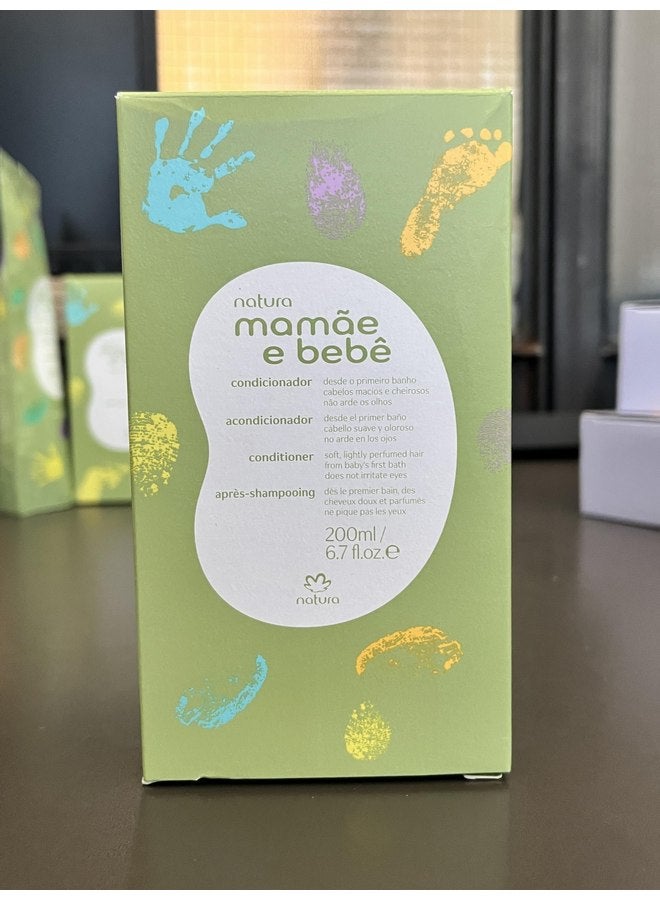 natura
mamãe
e bebê
condicionador
desde o primeiro banho
cabelos macios e cheirosos
não arde os olhos
acondicionador
desde el primer baño
cabello suave y oloroso
no arde en los ojos
conditioner
soft, lightly perfumed hair
from baby's first bath
does not irritate eyes
après-shampooing
dès le premier bain, des
cheveux doux et parfumés
ne pique pas les yeux
200ml /
6.7 fl.oz.℮
natura